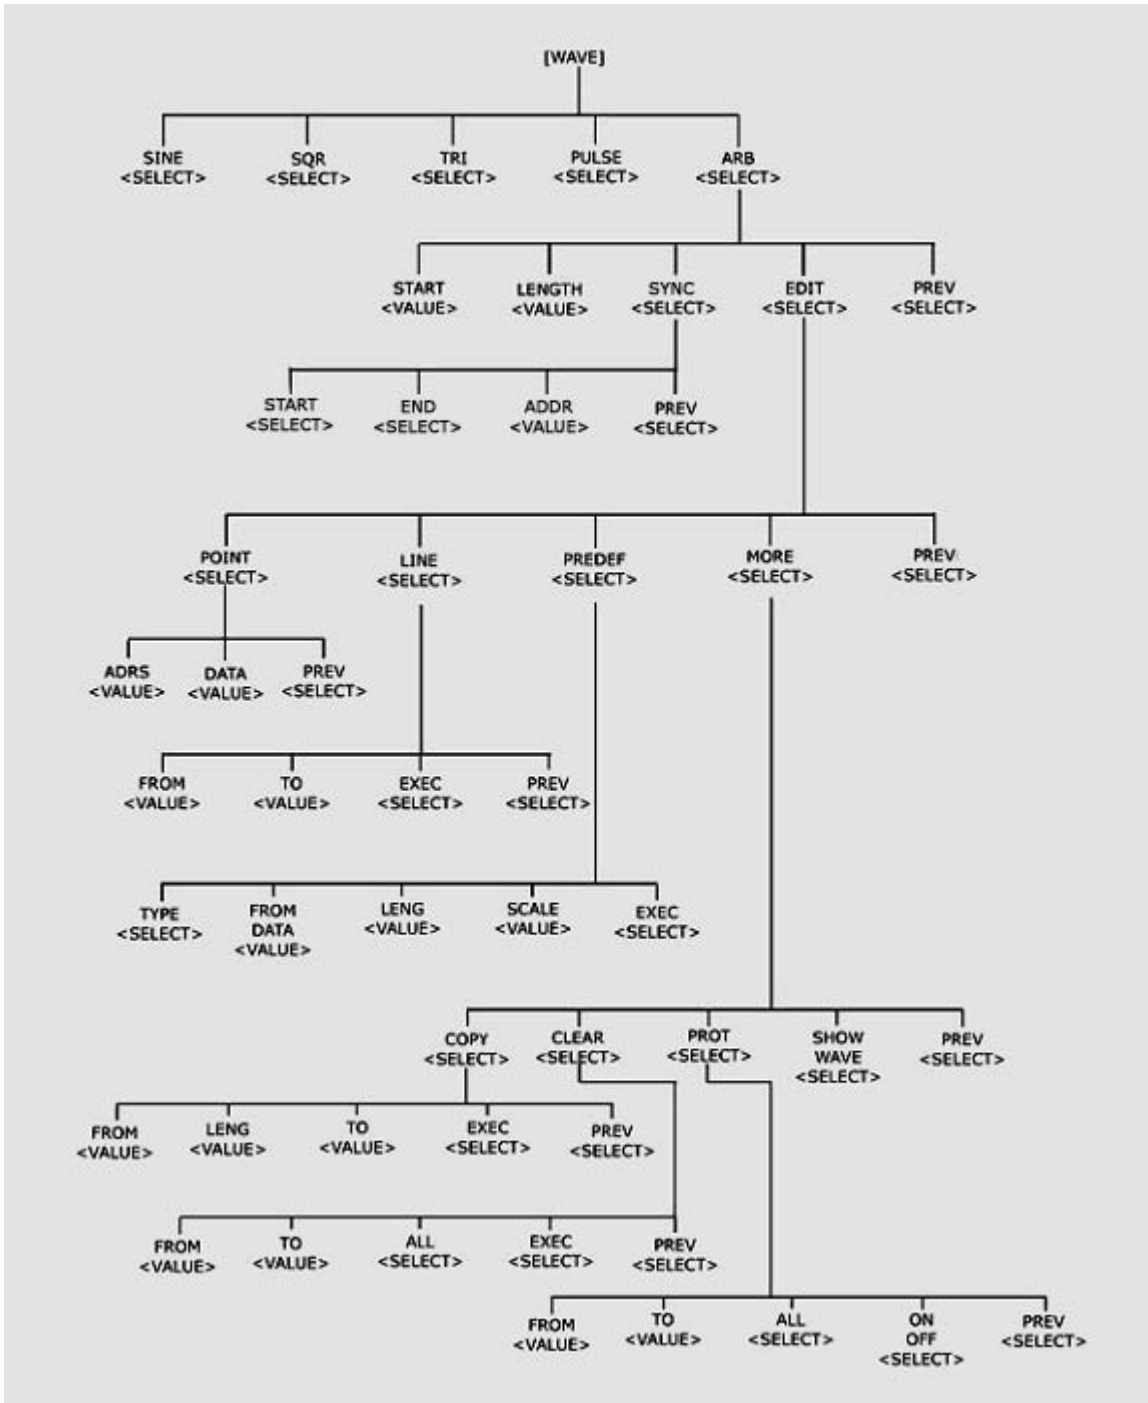 [WAVE]
SINE SQR TRI PULSE ARB
<SELECT> <SELECT> <SELECT> <SELECT> <SELECT>
START LENGTH SYNC EDIT PREV
<VALUE> <VALUE> <SELECT> <SELECT> <SELECT>
START END ADDR PREV
<SELECT> <SELECT> <VALUE> <SELECT>
POINT LINE PREDEF MORE PREV
<SELECT> <SELECT> <SELECT> <SELECT> <SELECT>
ADRS DATA PREV
<VALUE> <VALUE> <SELECT>
FROM TO EXEC PREV
<VALUE> <VALUE> <SELECT> <SELECT>
TYPE FROM LENG SCALE EXEC
<SELECT> DATA <VALUE> <VALUE> <SELECT>
<VALUE>
COPY CLEAR PROT SHOW PREV
<SELECT> <SELECT> <SELECT> WAVE <SELECT>
<SELECT>
FROM LENG TO EXEC PREV
<VALUE> <VALUE> <VALUE> <SELECT> <SELECT>
FROM TO ALL EXEC PREV
<VALUE> <VALUE> <SELECT> <SELECT> <SELECT>
FROM TO ALL ON PREV
<VALUE> <VALUE> <SELECT> OFF <SELECT>
<SELECT>